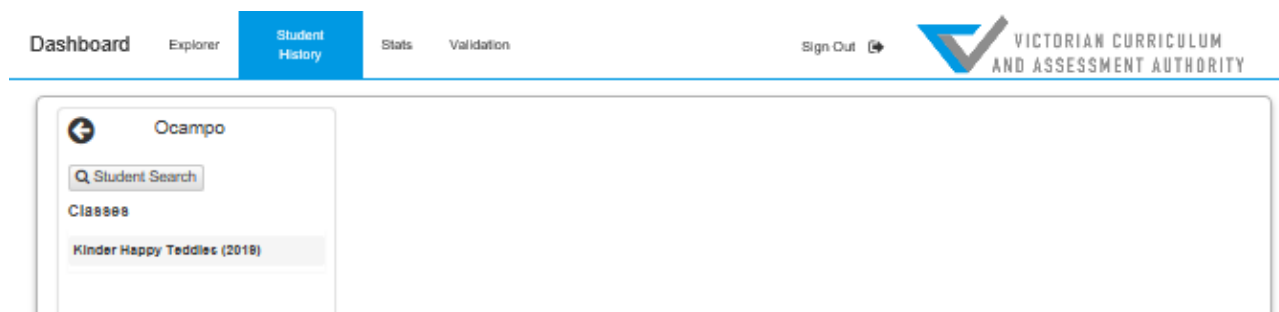 Dashboard Explorer Student History Stats Validation Sign Out
VICTORIAN CURRICULUM
AND ASSESSMENT AUTHORITY
Ocampo
Student Search
Classes
Kinder Happy Teddies (2019)